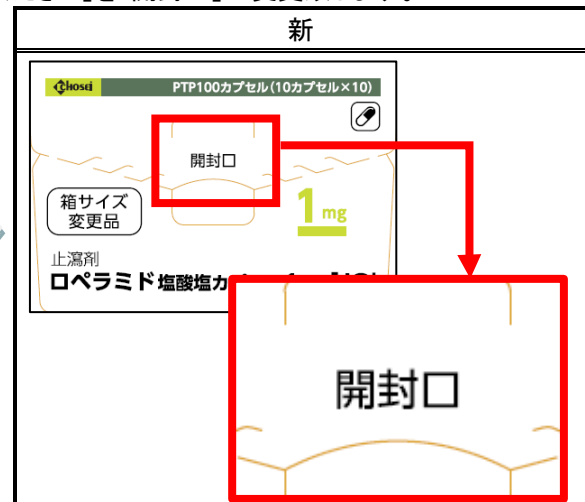 新
Chosei
PTP100カプセル(10カプセル×10)
開封口
箱サイズ
変更品
1mg
止瀉剤
ロペラミド塩酸塩カ
開封口